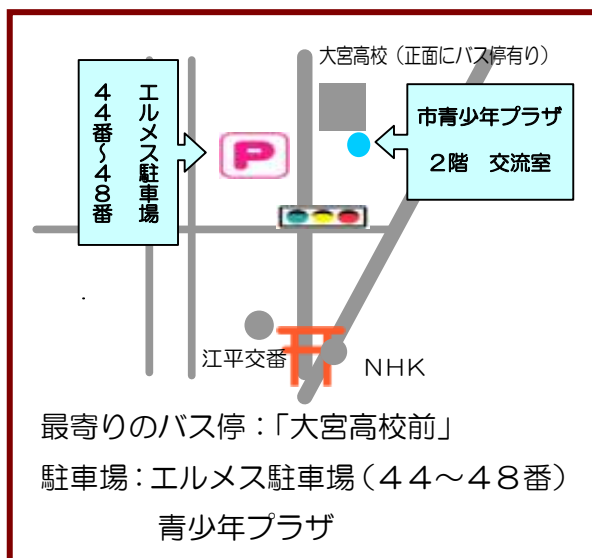 大宮高校（正面にバス停有り）
エルメス駐車場
４４番～４８番
P
市青少年プラザ
２階　交流室
江平交番
ＮＨＫ
最寄りのバス停：「大宮高校前」
駐車場：エルメス駐車場（４４～４８番）
青少年プラザ